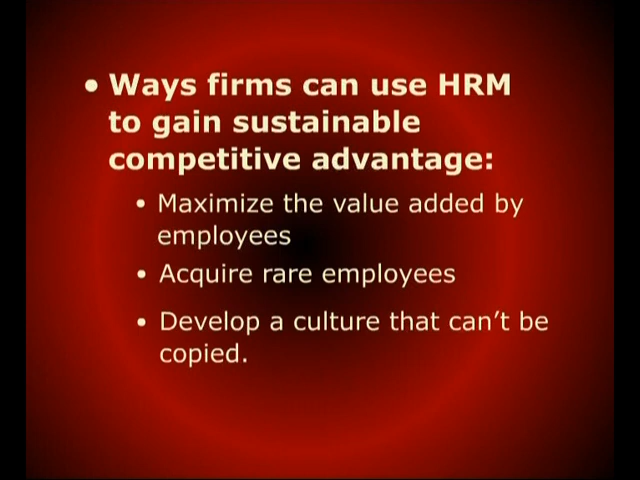 • Ways firms can use HRM
to gain sustainable
competitive advantage:
• Maximize the value added by
employees
• Acquire rare employees
• Develop a culture that can’t be
copied.